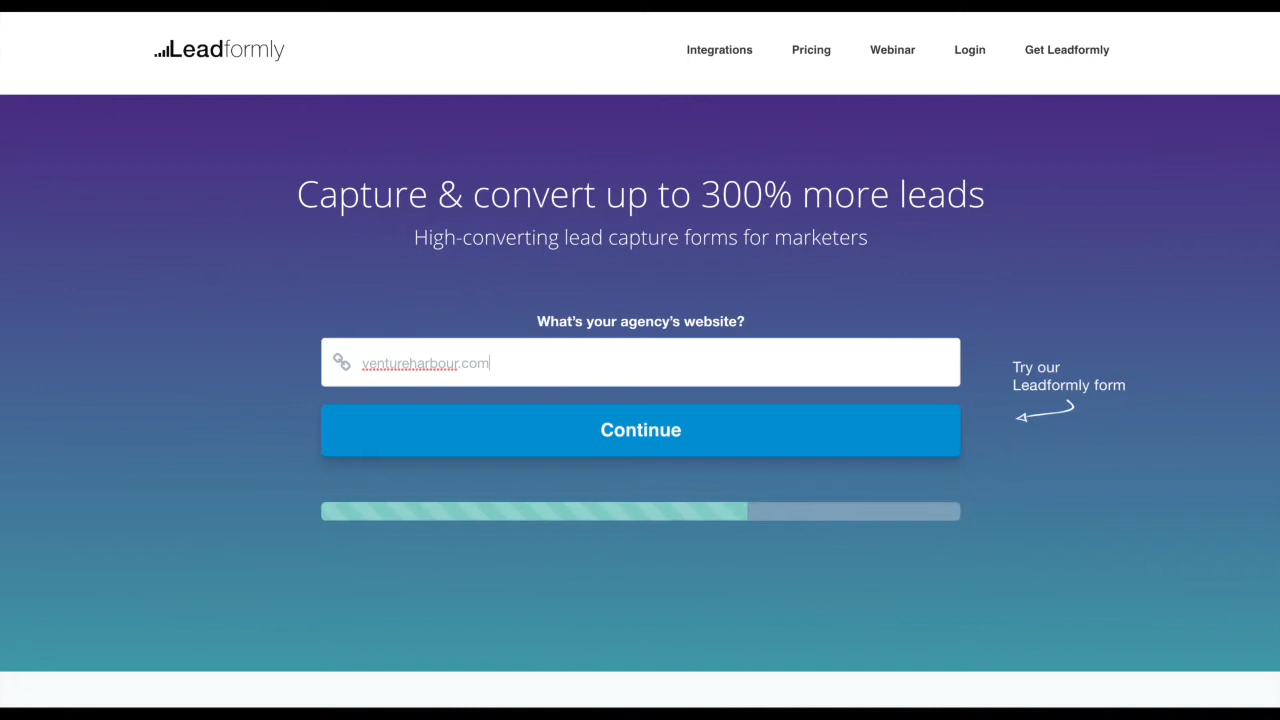 Leadformly
Integrations
Pricing
Webinar
Login
Get Leadformly
Capture & convert up to 300% more leads
High-converting lead capture forms for marketers
What's your agency's website?
ventureharbour.com
Continue
Try our
Leadformly form